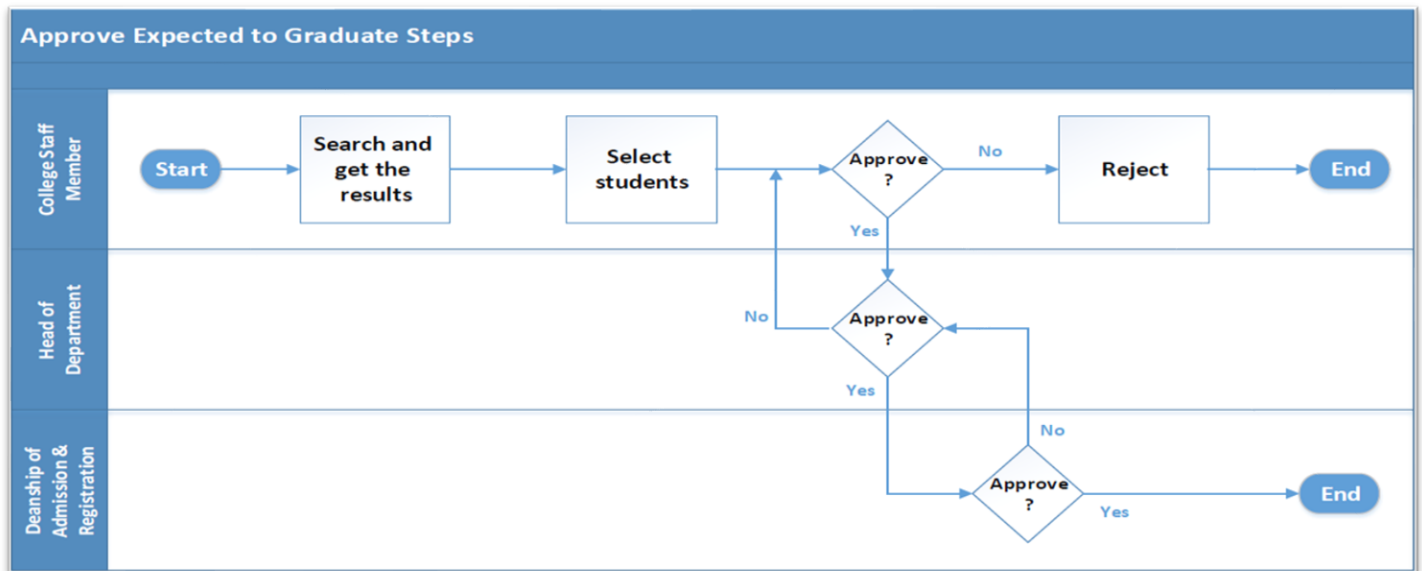 Approve Expected to Graduate Steps
College Staff
Member
Start
Search and
get the
results
Select
students
Approve
?
No
Reject
End
Yes
Head of
Department
No
Approve
?
Yes
Deanship of
Admission &
Registration
No
Approve
?
Yes
End